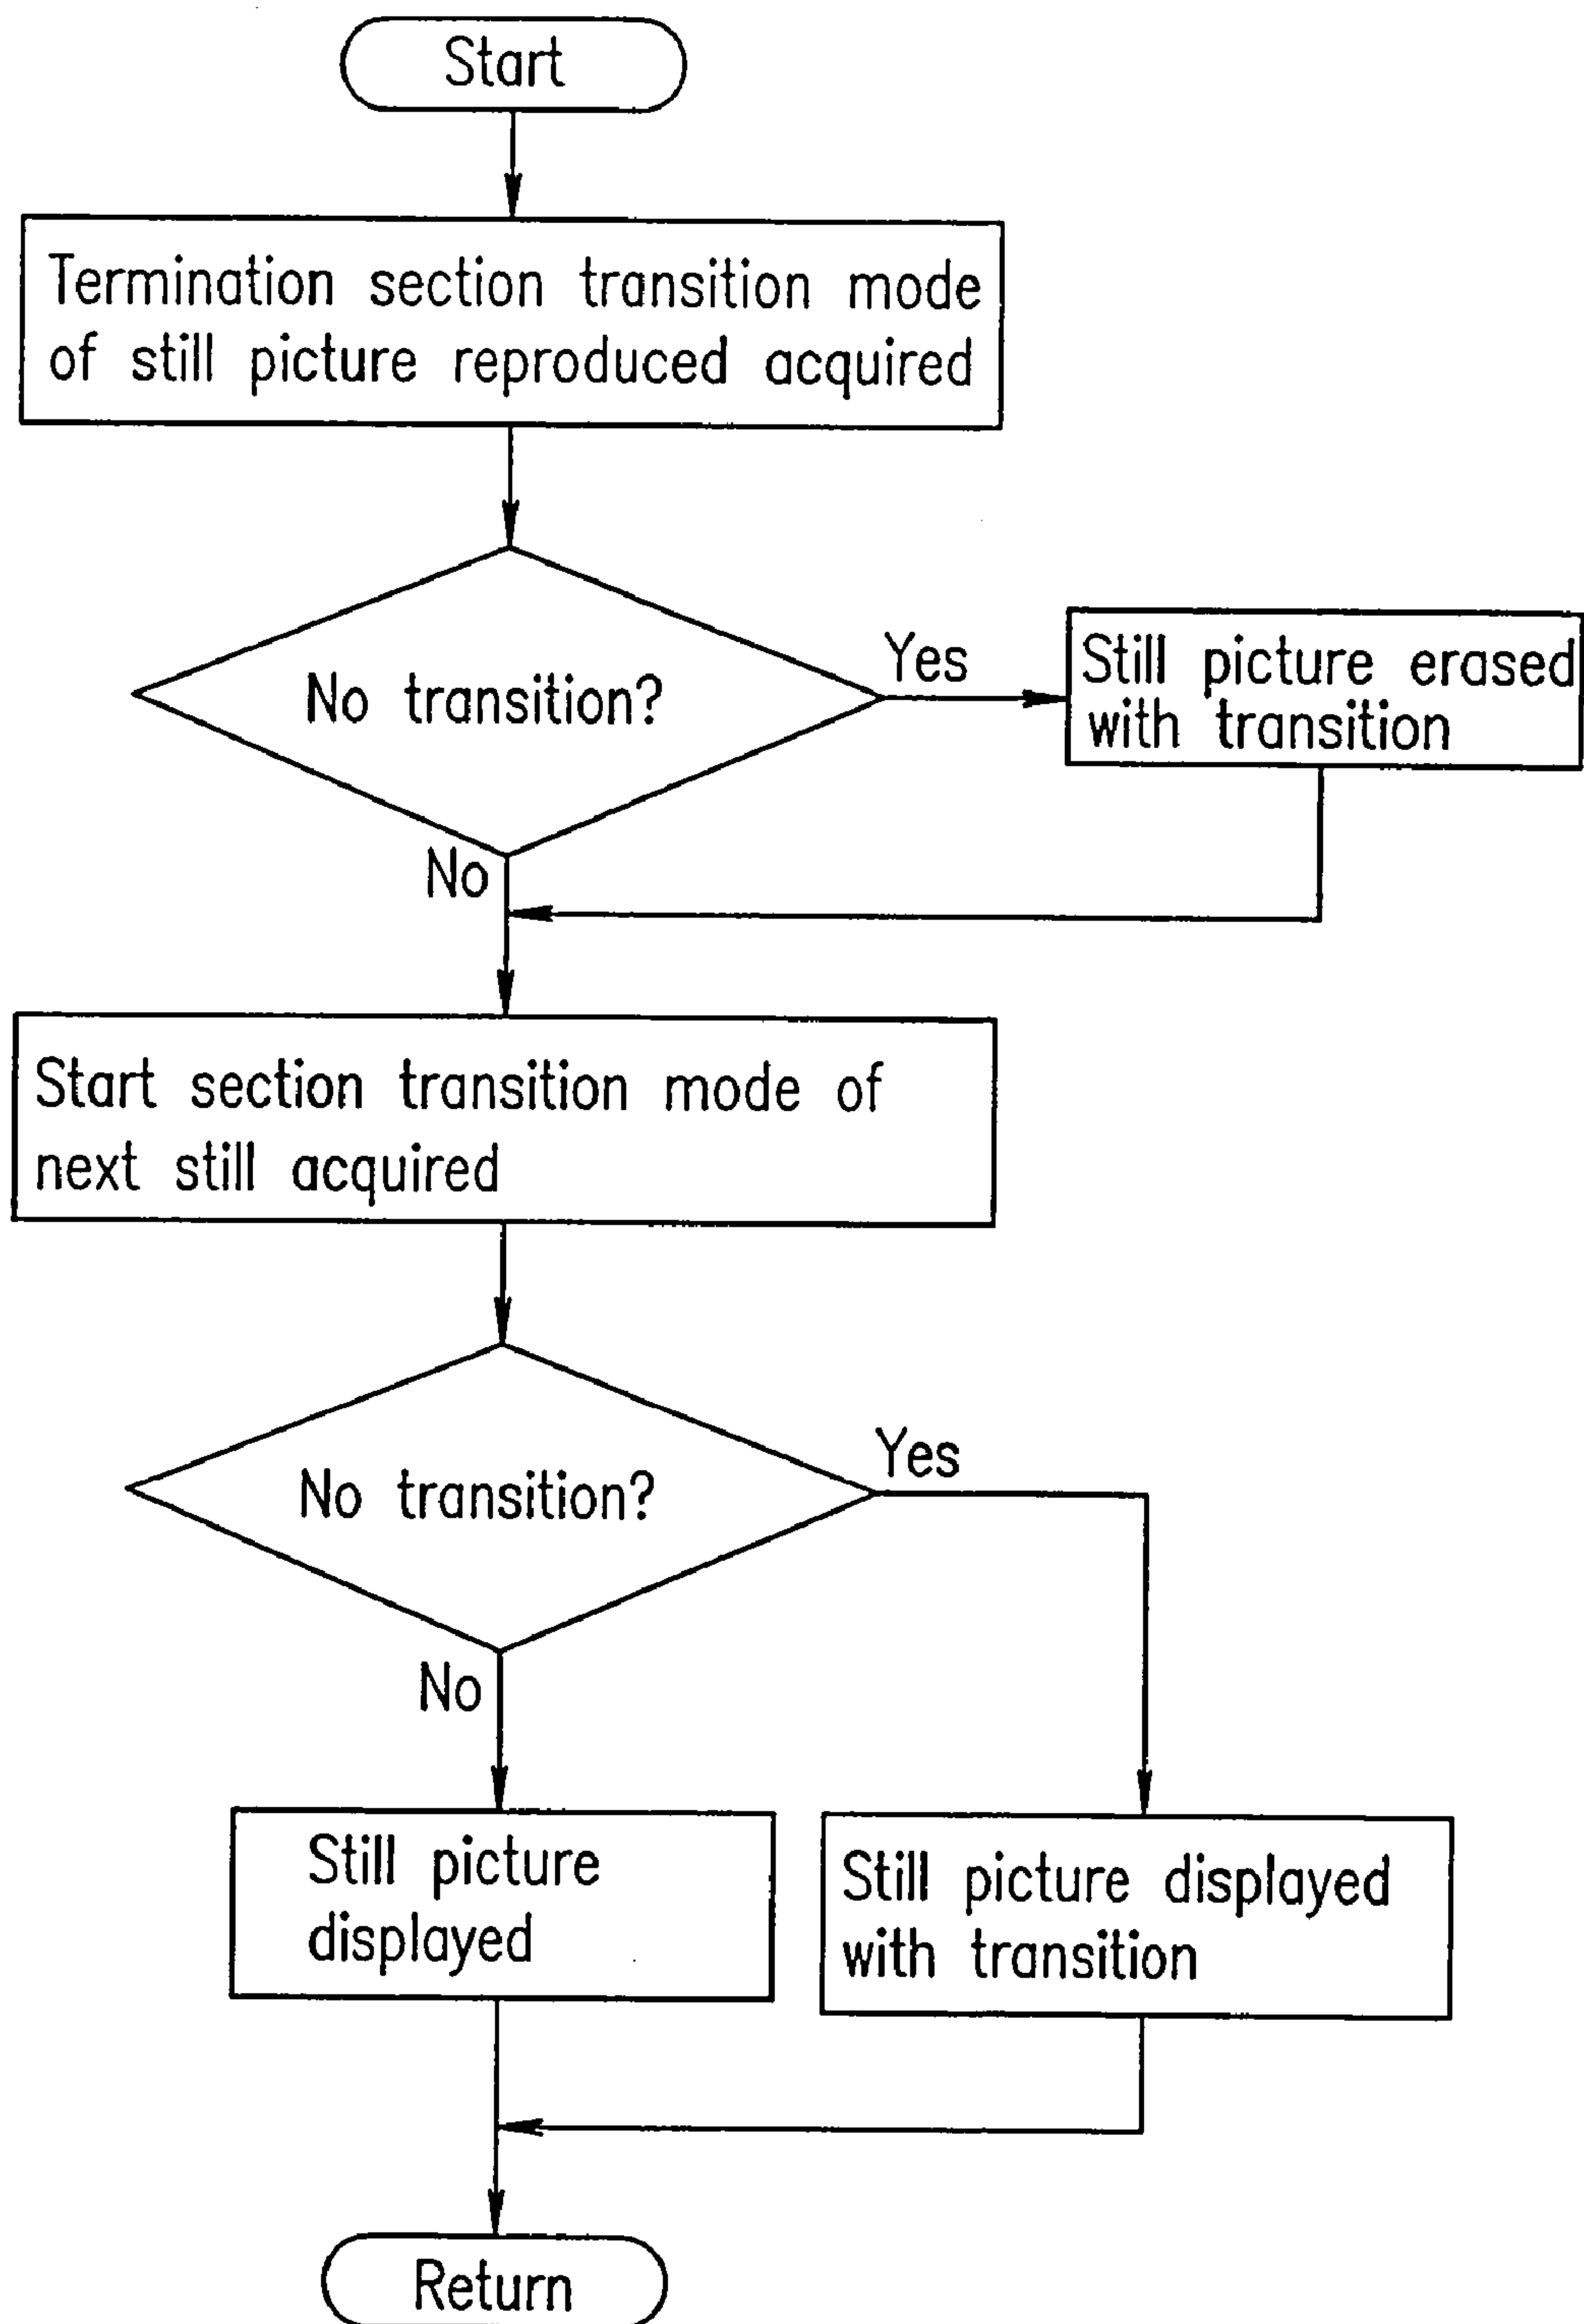 Start
Termination section transition mode
of still picture reproduced acquired
No transition?
Yes
Still picture erased
with transition
No
Start section transition mode of
next still acquired
No transition?
Yes
No
Still picture
displayed
Still picture displayed
with transition
Return